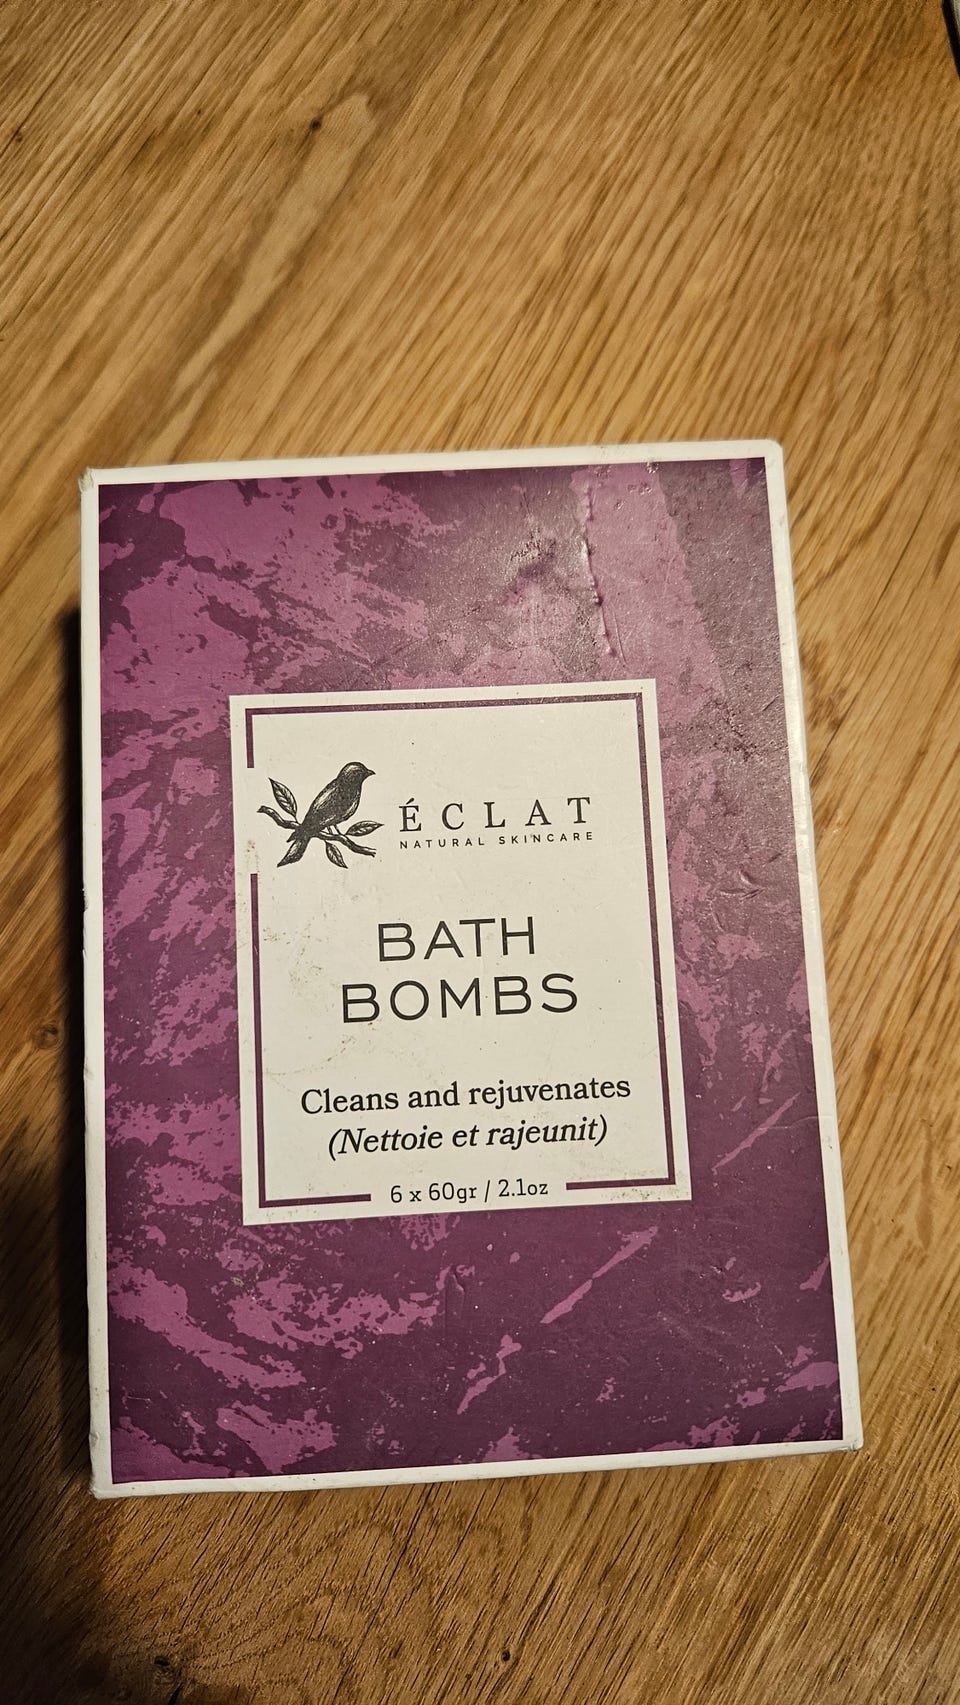 ÉCLAT
NATURAL SKINCARE
BATH
BOMBS
Cleans and rejuvenates
(Nettoie et rajeunit)
6 x 60gr / 2.1oz